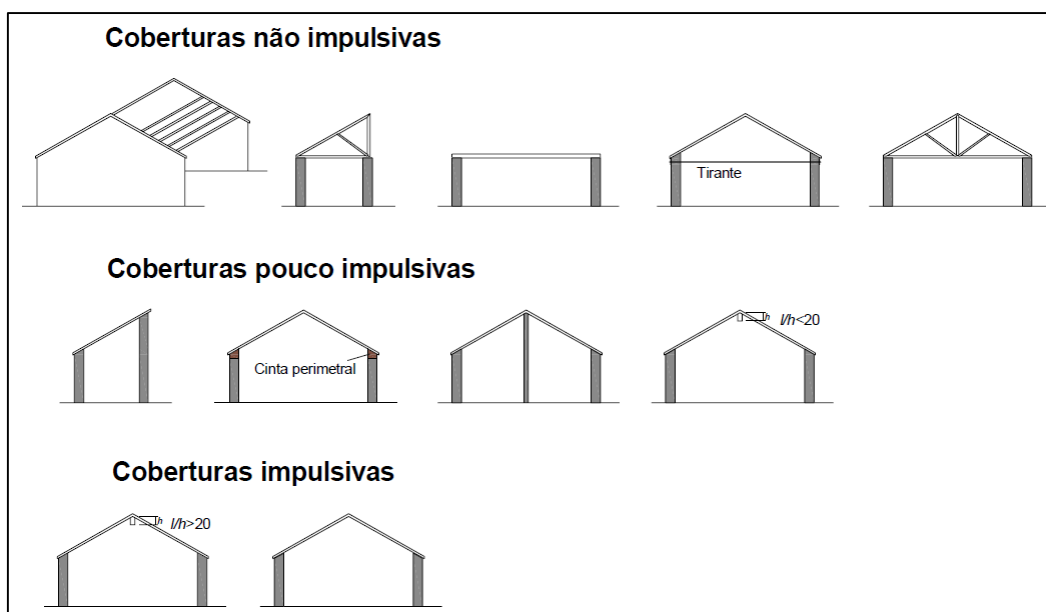 Coberturas não impulsivas
Tirante
Coberturas pouco impulsivas
Cinta perimetral
h l/h<20
Coberturas impulsivas
h l/h>20